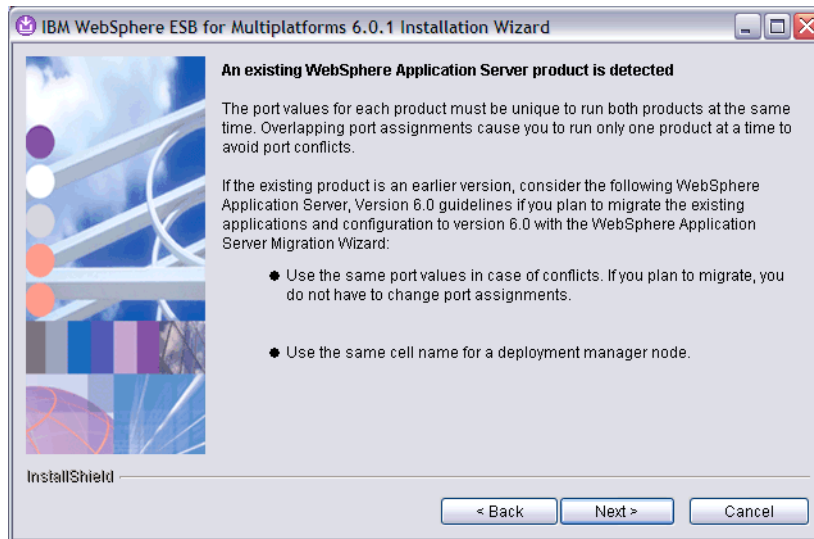 IBM WebSphere ESB for Multiplatforms 6.0.1 Installation Wizard
An existing WebSphere Application Server product is detected
The port values for each product must be unique to run both products at the same
time. Overlapping port assignments cause you to run only one product at a time to
avoid port conflicts.
If the existing product is an earlier version, consider the following WebSphere
Application Server, Version 6.0 guidelines if you plan to migrate the existing
applications and configuration to version 6.0 with the WebSphere Application
Server Migration Wizard:
● Use the same port values in case of conflicts. If you plan to migrate, you
do not have to change port assignments.
● Use the same cell name for a deployment manager node.
InstallShield
< Back Next > Cancel